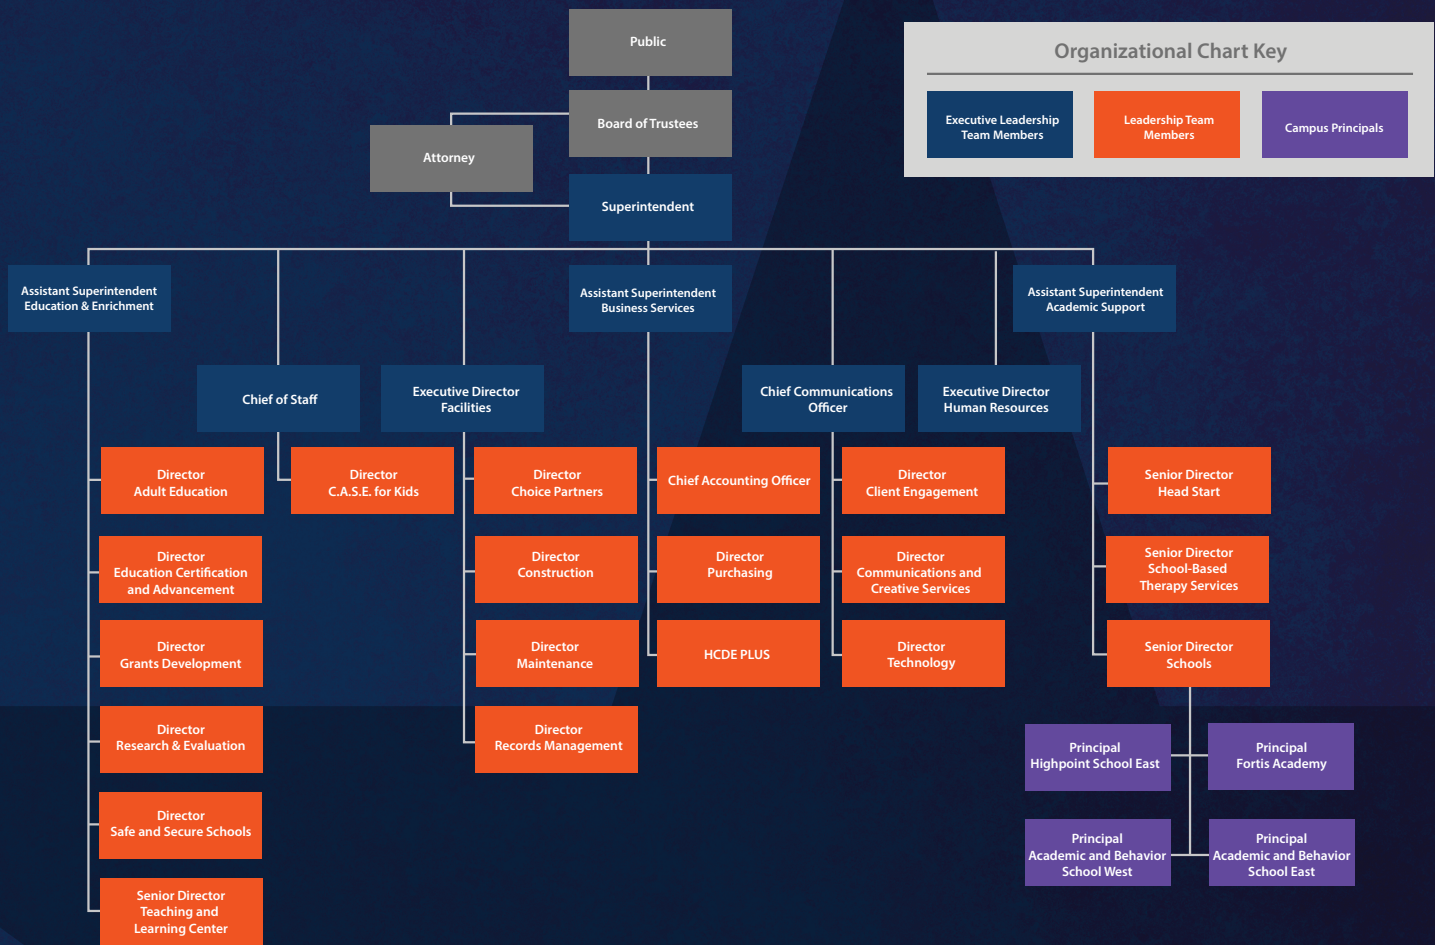 Public
Organizational Chart Key
Executive Leadership
Team Members
Leadership Team
Members
Campus Principals
Board of Trustees
Attorney
Superintendent
Assistant Superintendent
Education & Enrichment
Assistant Superintendent
Business Services
Assistant Superintendent
Academic Support
Chief of Staff
Executive Director
Facilities
Chief Communications
Officer
Executive Director
Human Resources
Director
Adult Education
Director
C.A.S.E. for Kids
Director
Choice Partners
Chief Accounting Officer
Director
Client Engagement
Senior Director
Head Start
Director
Education Certification
and Advancement
Director
Construction
Director
Purchasing
Director
Communications and
Creative Services
Senior Director
School-Based
Therapy Services
Director
Grants Development
Director
Maintenance
HCDE PLUS
Director
Technology
Senior Director
Schools
Director
Research & Evaluation
Director
Records Management
Principal
Highpoint School East
Principal
Fortis Academy
Director
Safe and Secure Schools
Principal
Academic and Behavior
School West
Principal
Academic and Behavior
School East
Senior Director
Teaching and
Learning Center